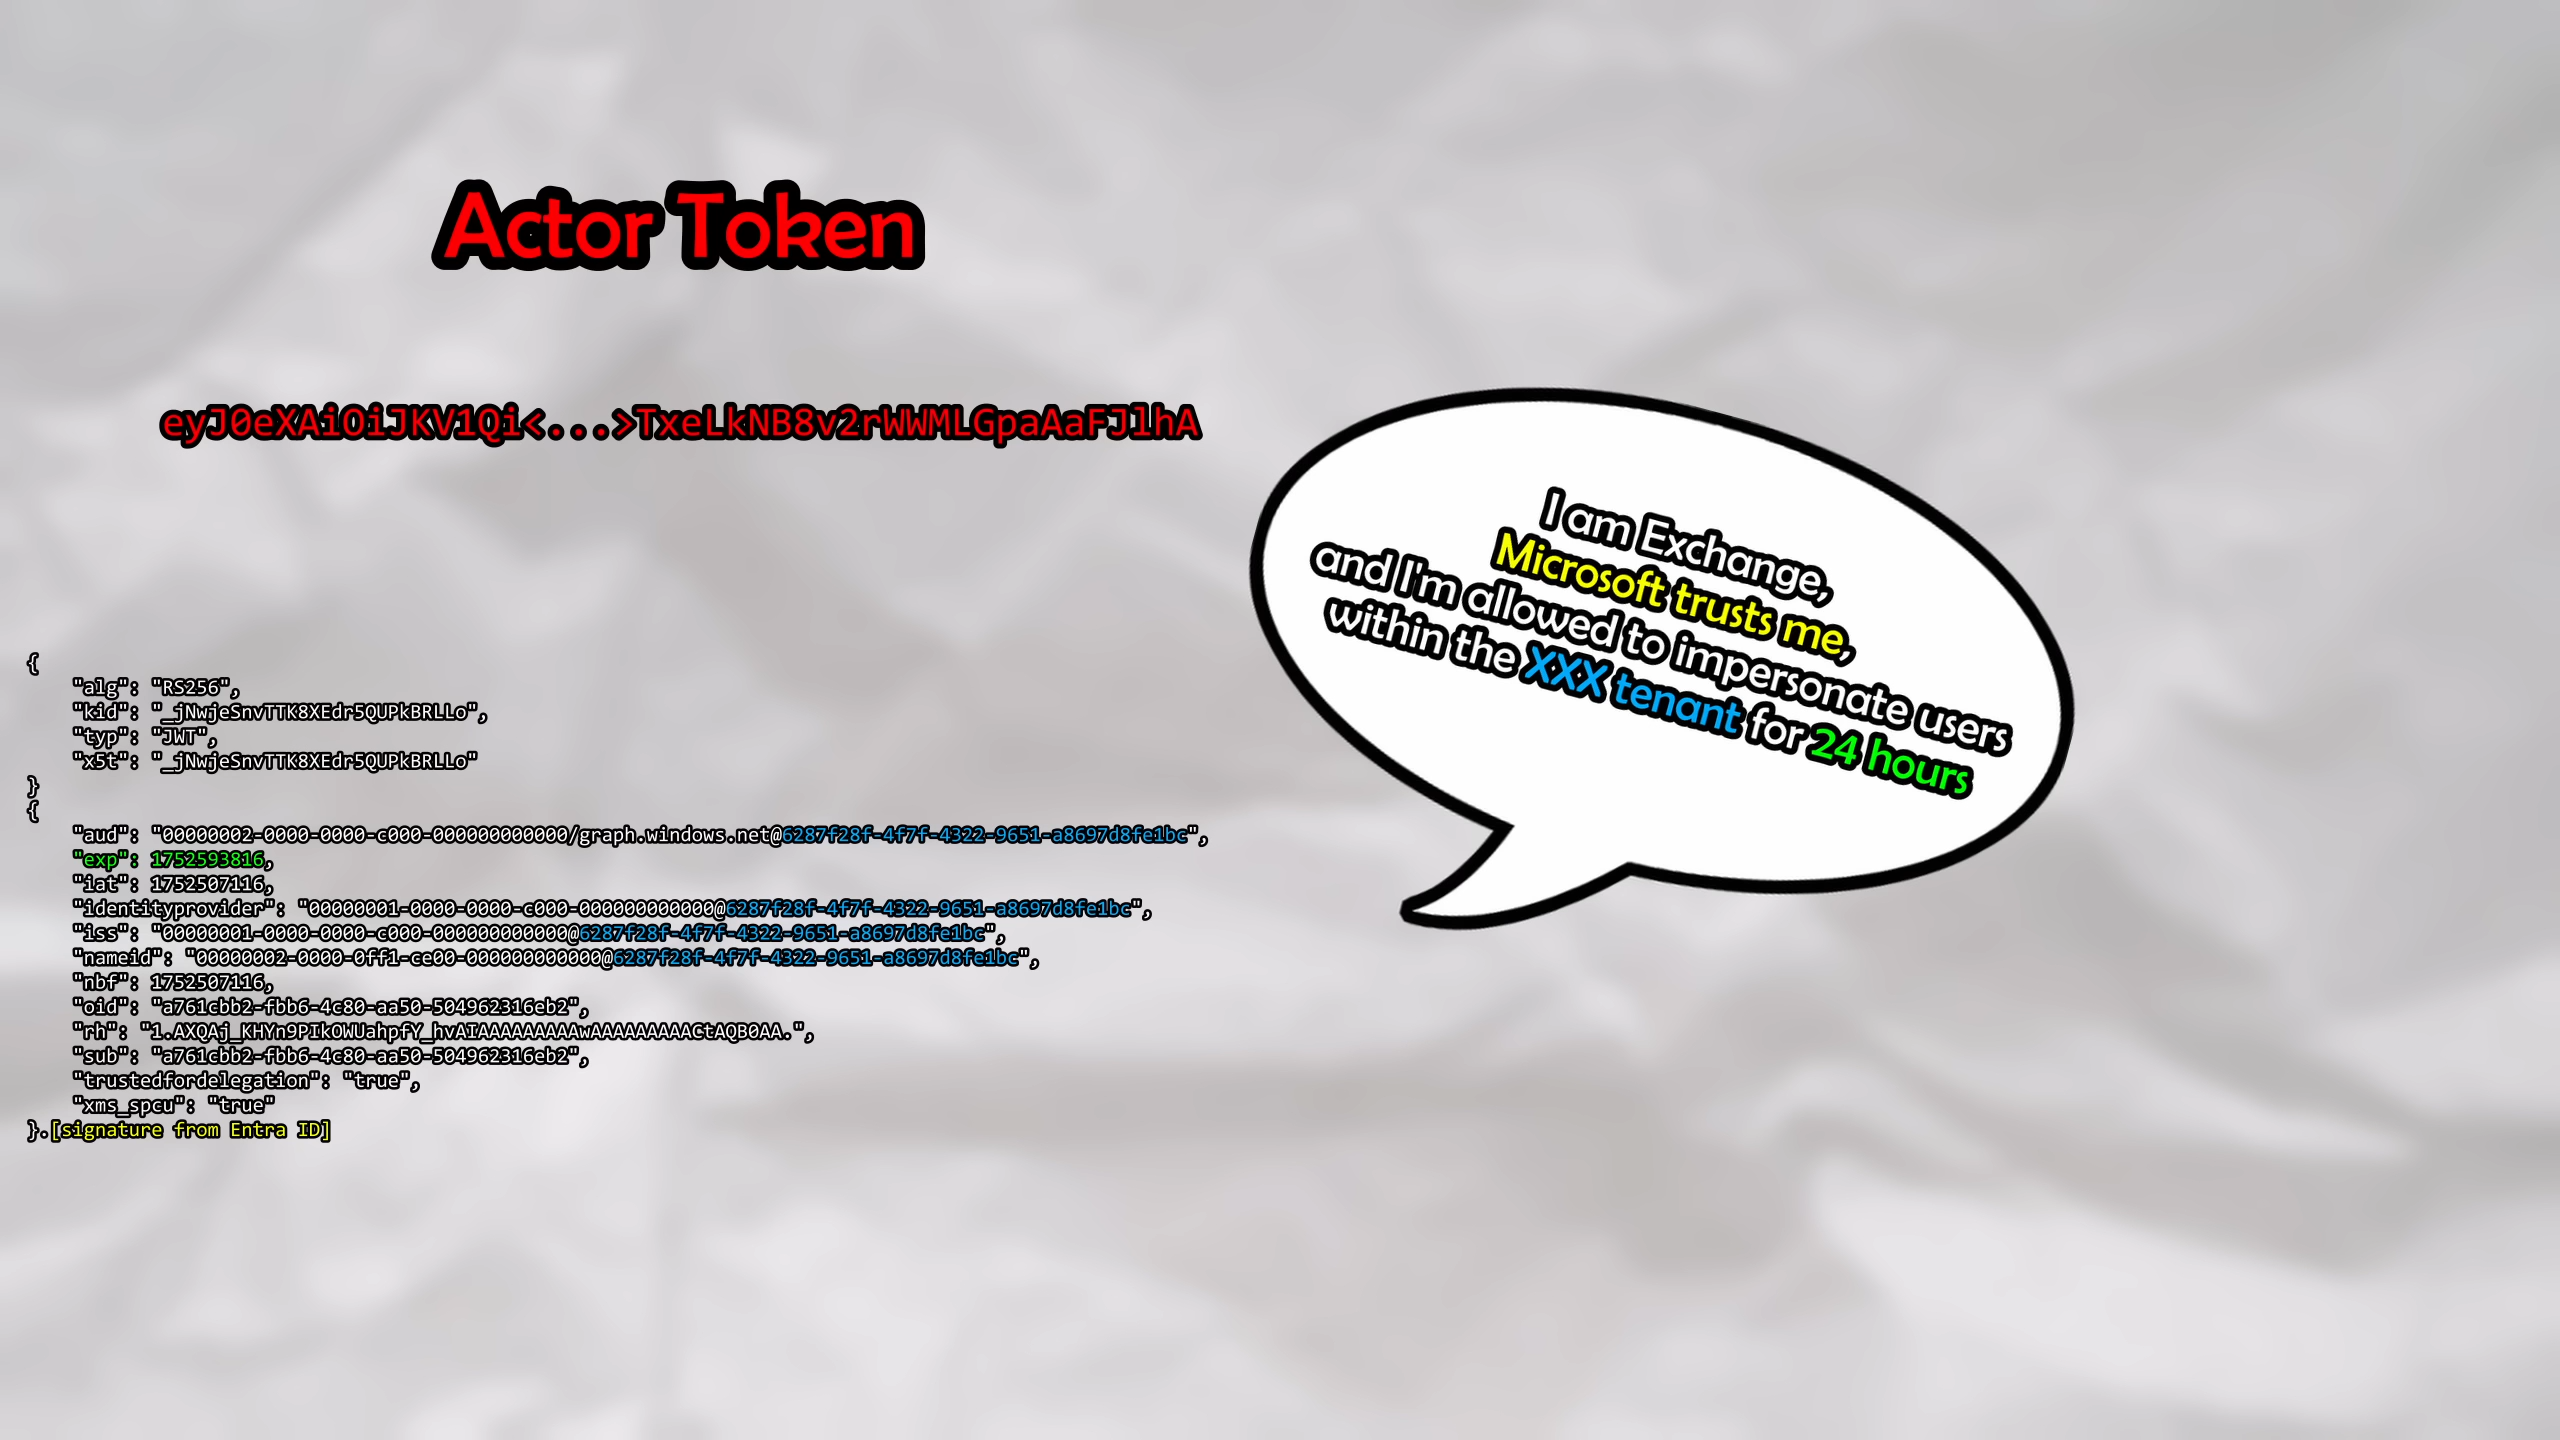 Actor Token
eyJ0eXAiOiJKV1Qi<...>TxeLkNB8v2rWWMLGpaAaFJlhA
I am Exchange,
Microsoft trusts me,
and I'm allowed to impersonate users
within the XXX tenant for 24 hours
{
    "alg": "RS256",
    "kid": "_jNwjeSnvTTK8XEdr5QUPkBRLLo",
    "typ": "JWT",
    "x5t": "_jNwjeSnvTTK8XEdr5QUPkBRLLo"
}
{
    "aud": "00000002-0000-0000-c000-000000000000/graph.windows.net@6287f28f-4f7f-4322-9651-a8697d8fe1bc",
    "exp": 1752593816,
    "iat": 1752507116,
    "identityprovider": "00000001-0000-0000-c000-000000000000@6287f28f-4f7f-4322-9651-a8697d8fe1bc",
    "iss": "00000001-0000-0000-c000-000000000000@6287f28f-4f7f-4322-9651-a8697d8fe1bc",
    "nameid": "00000002-0000-0ff1-ce00-000000000000@6287f28f-4f7f-4322-9651-a8697d8fe1bc",
    "nbf": 1752507116,
    "oid": "a761cbb2-fbb6-4c80-aa50-504962316eb2",
    "rh": "1.AXQAj_KHYn9PIkOWUahpfY_hvAIAAAAAAAAAwAAAAAAAAACtAQB0AA.",
    "sub": "a761cbb2-fbb6-4c80-aa50-504962316eb2",
    "trustedfordelegation": "true",
    "xms_spcu": "true"
}.[signature from Entra ID]